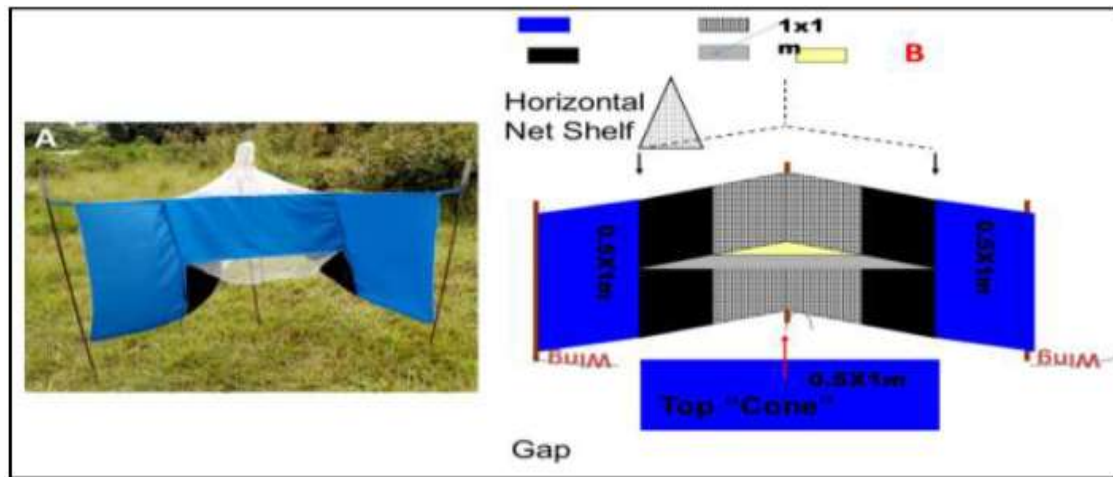 A
1x1
m
B
Horizontal
Net Shelf
0.5X1m
0.5X1m
Wing
Wing
0.5X1m
Top “Cone”
Gap